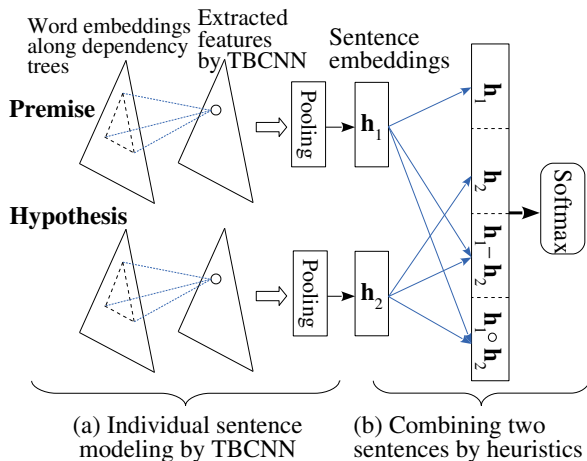 Word embeddings
along dependency
trees
Extracted
features
by TBCNN
Sentence
embeddings
Premise
Pooling
h1
Hypothesis
Pooling
h2
h1
h2
h1−h2
h1∘h2
Softmax
(a) Individual sentence
modeling by TBCNN
(b) Combining two
sentences by heuristics